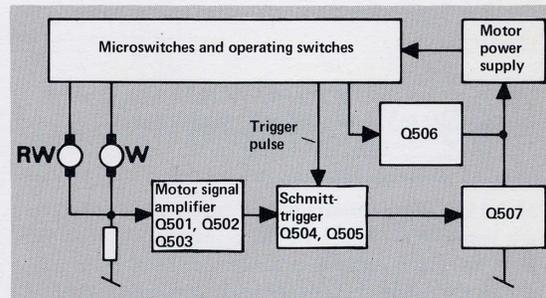 Microswitches and operating switches
Motor
power
supply
Trigger
pulse
Q506
RW
W
Motor signal
amplifier
Q501, Q502
Q503
Schmitt-
trigger
Q504, Q505
Q507